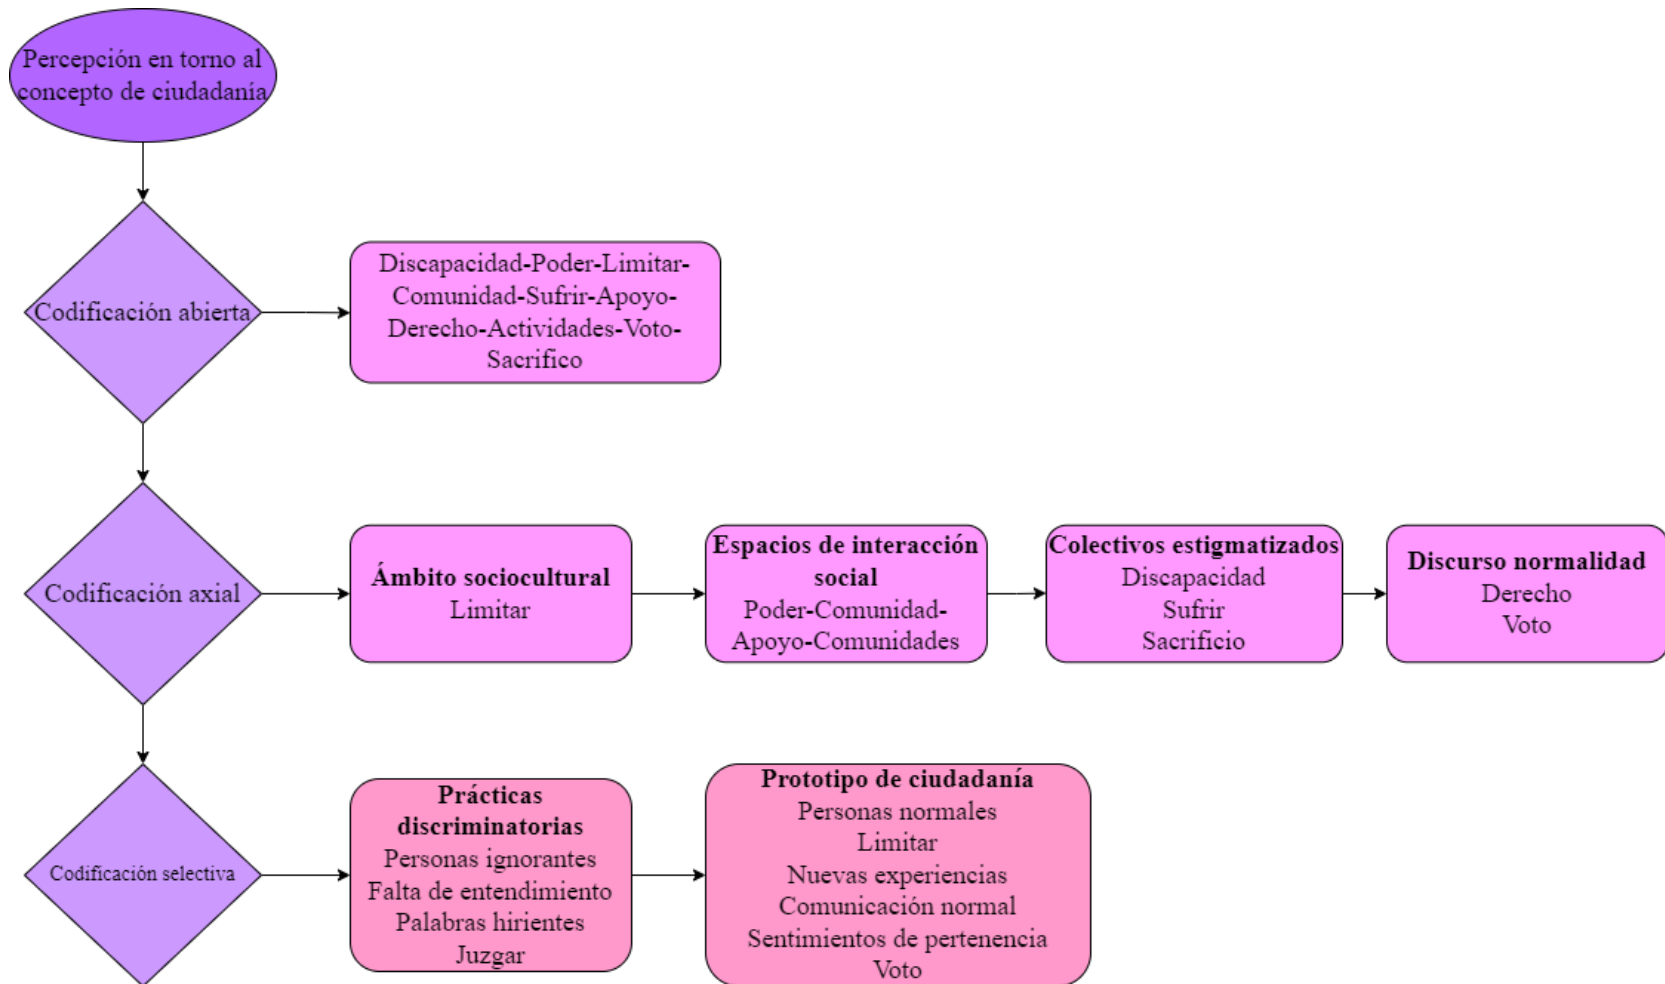 Percepción en torno al
concepto de ciudadanía
Codificación abierta
Discapacidad-Poder-Limitar-
Comunidad-Sufrir-Apoyo-
Derecho-Actividades-Voto-
Sacrifico
Codificación axial
Ámbito sociocultural
Limitar
Espacios de interacción
social
Poder-Comunidad-
Apoyo-Comunidades
Colectivos estigmatizados
Discapacidad
Sufrir
Sacrificio
Discurso normalidad
Derecho
Voto
Codificación selectiva
Prácticas
discriminatorias
Personas ignorantes
Falta de entendimiento
Palabras hirientes
Juzgar
Prototipo de ciudadanía
Personas normales
Limitar
Nuevas experiencias
Comunicación normal
Sentimientos de pertenencia
Voto